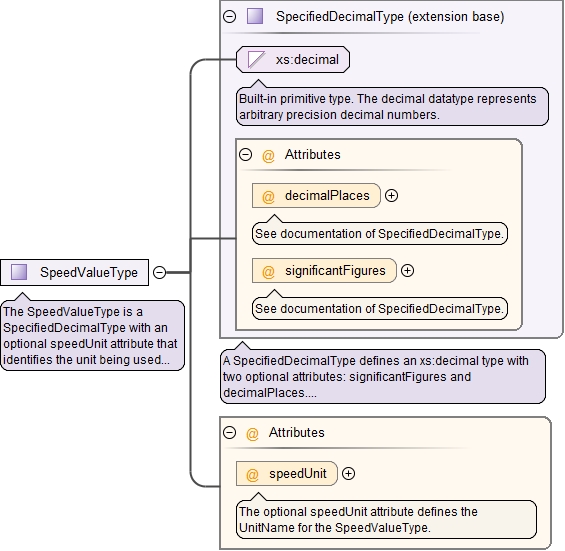 SpecifiedDecimalType (extension base)
xs:decimal
Built-in primitive type. The decimal datatype represents
arbitrary precision decimal numbers.
@ Attributes
@ decimalPlaces
See documentation of SpecifiedDecimalType.
@ significantFigures
See documentation of SpecifiedDecimalType.
SpeedValueType
The SpeedValueType is a
SpecifiedDecimalType with an
optional speedUnit attribute that
identifies the unit being used...
A SpecifiedDecimalType defines an xs:decimal type with
two optional attributes: significantFigures and
decimalPlaces....
@ Attributes
@ speedUnit
The optional speedUnit attribute defines the
UnitName for the SpeedValueType.